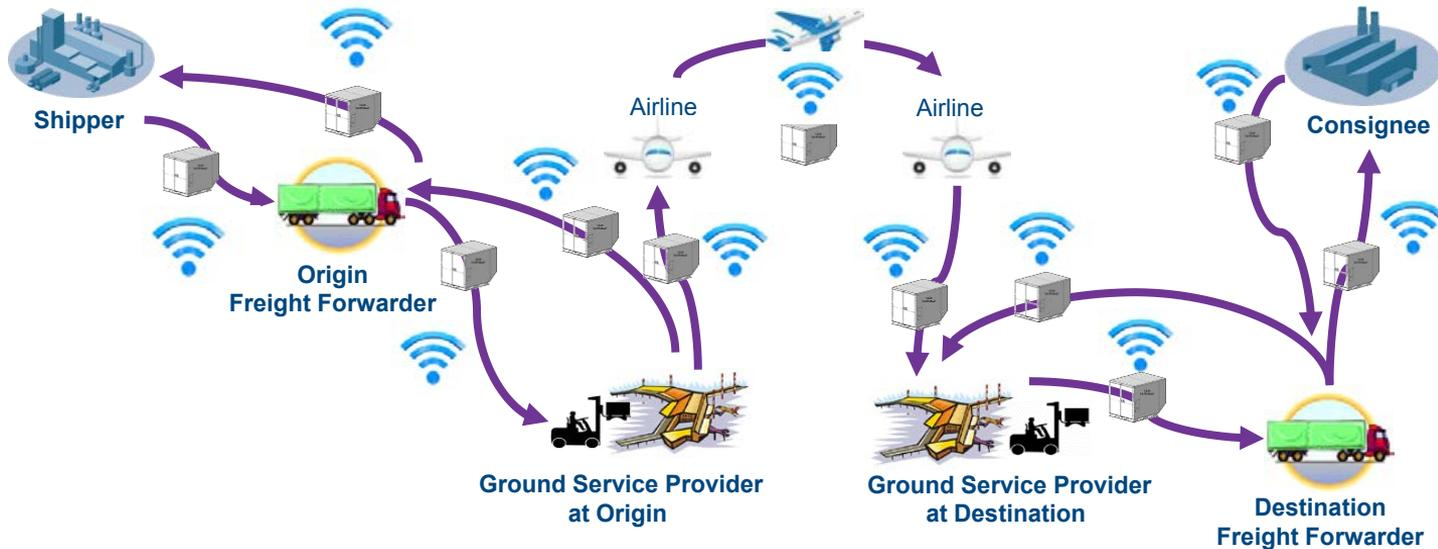 Shipper
Airline
Airline
Consignee
Origin
Freight Forwarder
Ground Service Provider
at Origin
Ground Service Provider
at Destination
Destination
Freight Forwarder